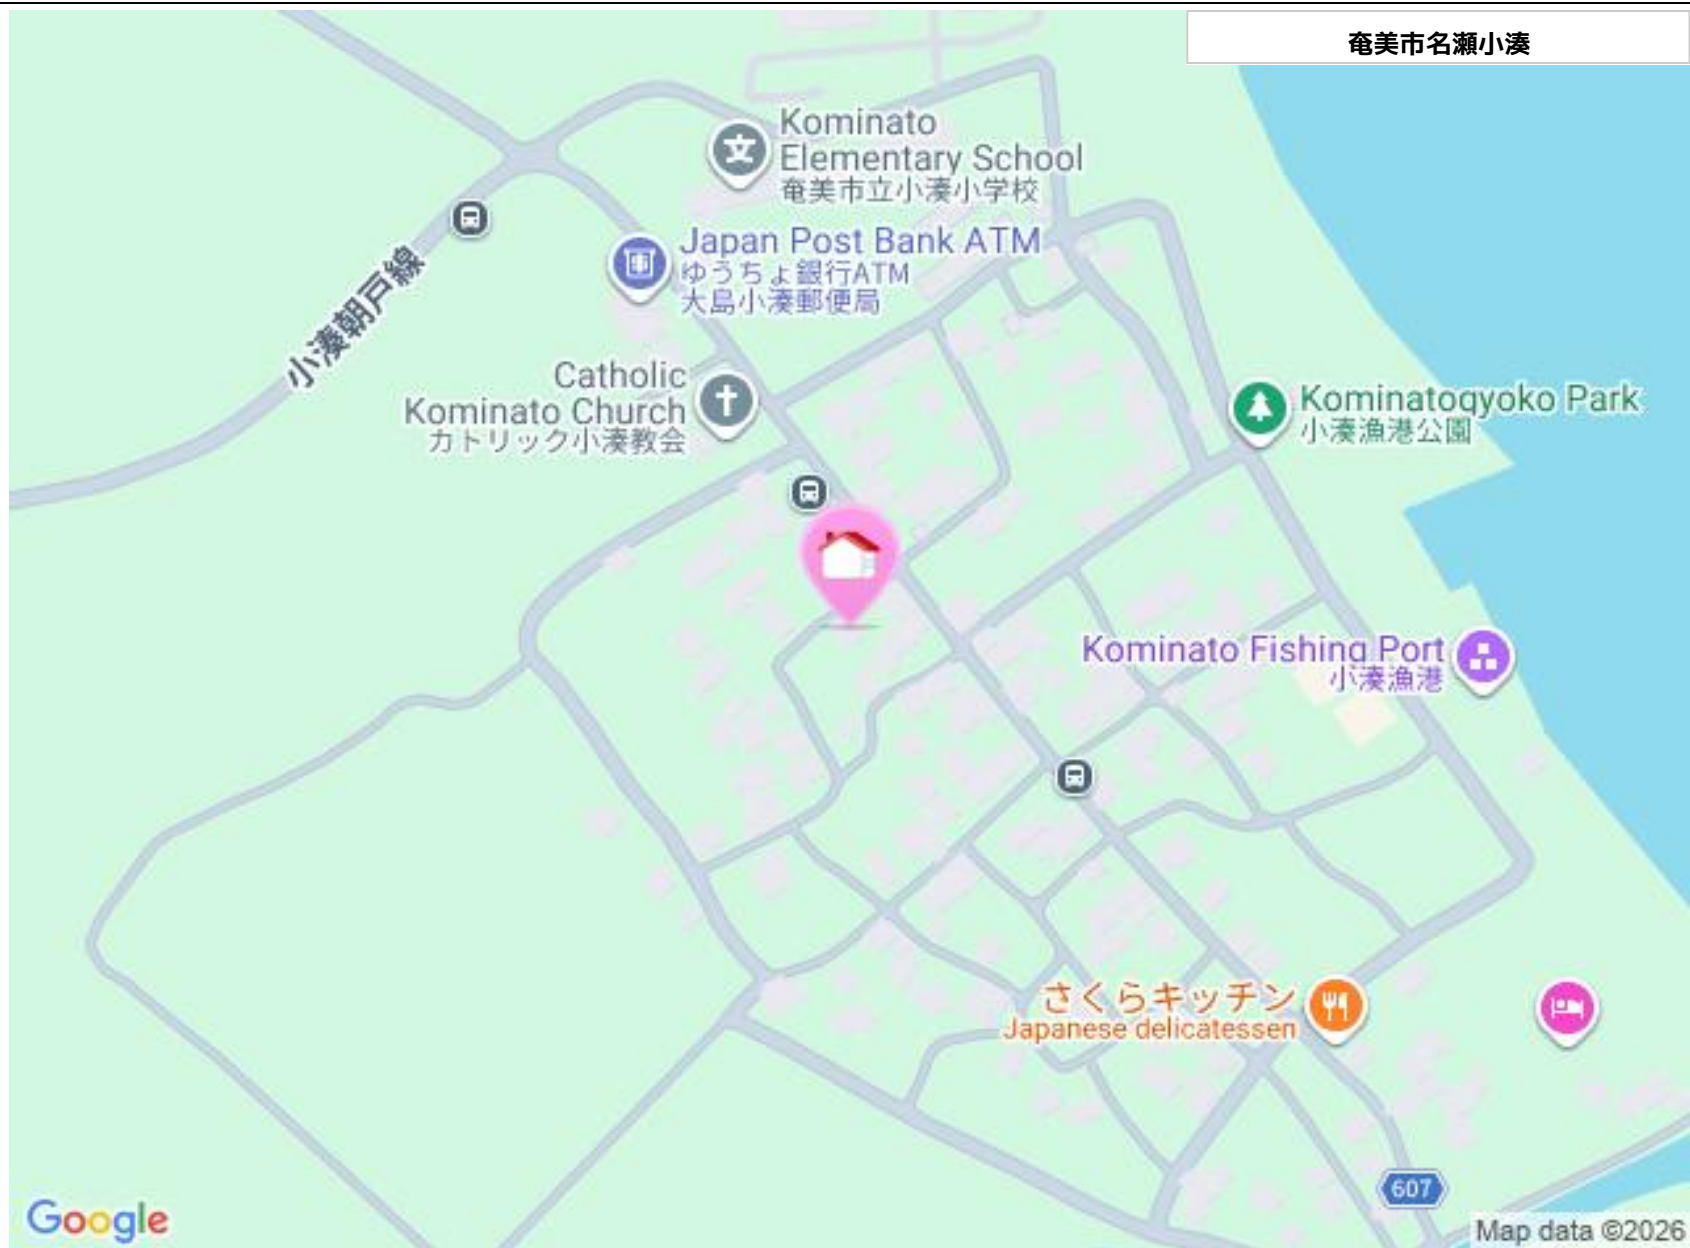 奄美市名瀬小湊
Kominato
Elementary School
奄美市立小湊小学校
Japan Post Bank ATM
ゆうちょ銀行ATM
大島小湊郵便局
小湊朝戸線
Catholic
Kominato Church
カトリック小湊教会
Kominatogyoko Park
小湊漁港公園
Kominato Fishing Port
小湊漁港
さくらキッチン
Japanese delicatessen
607
Google
Map data ©2026